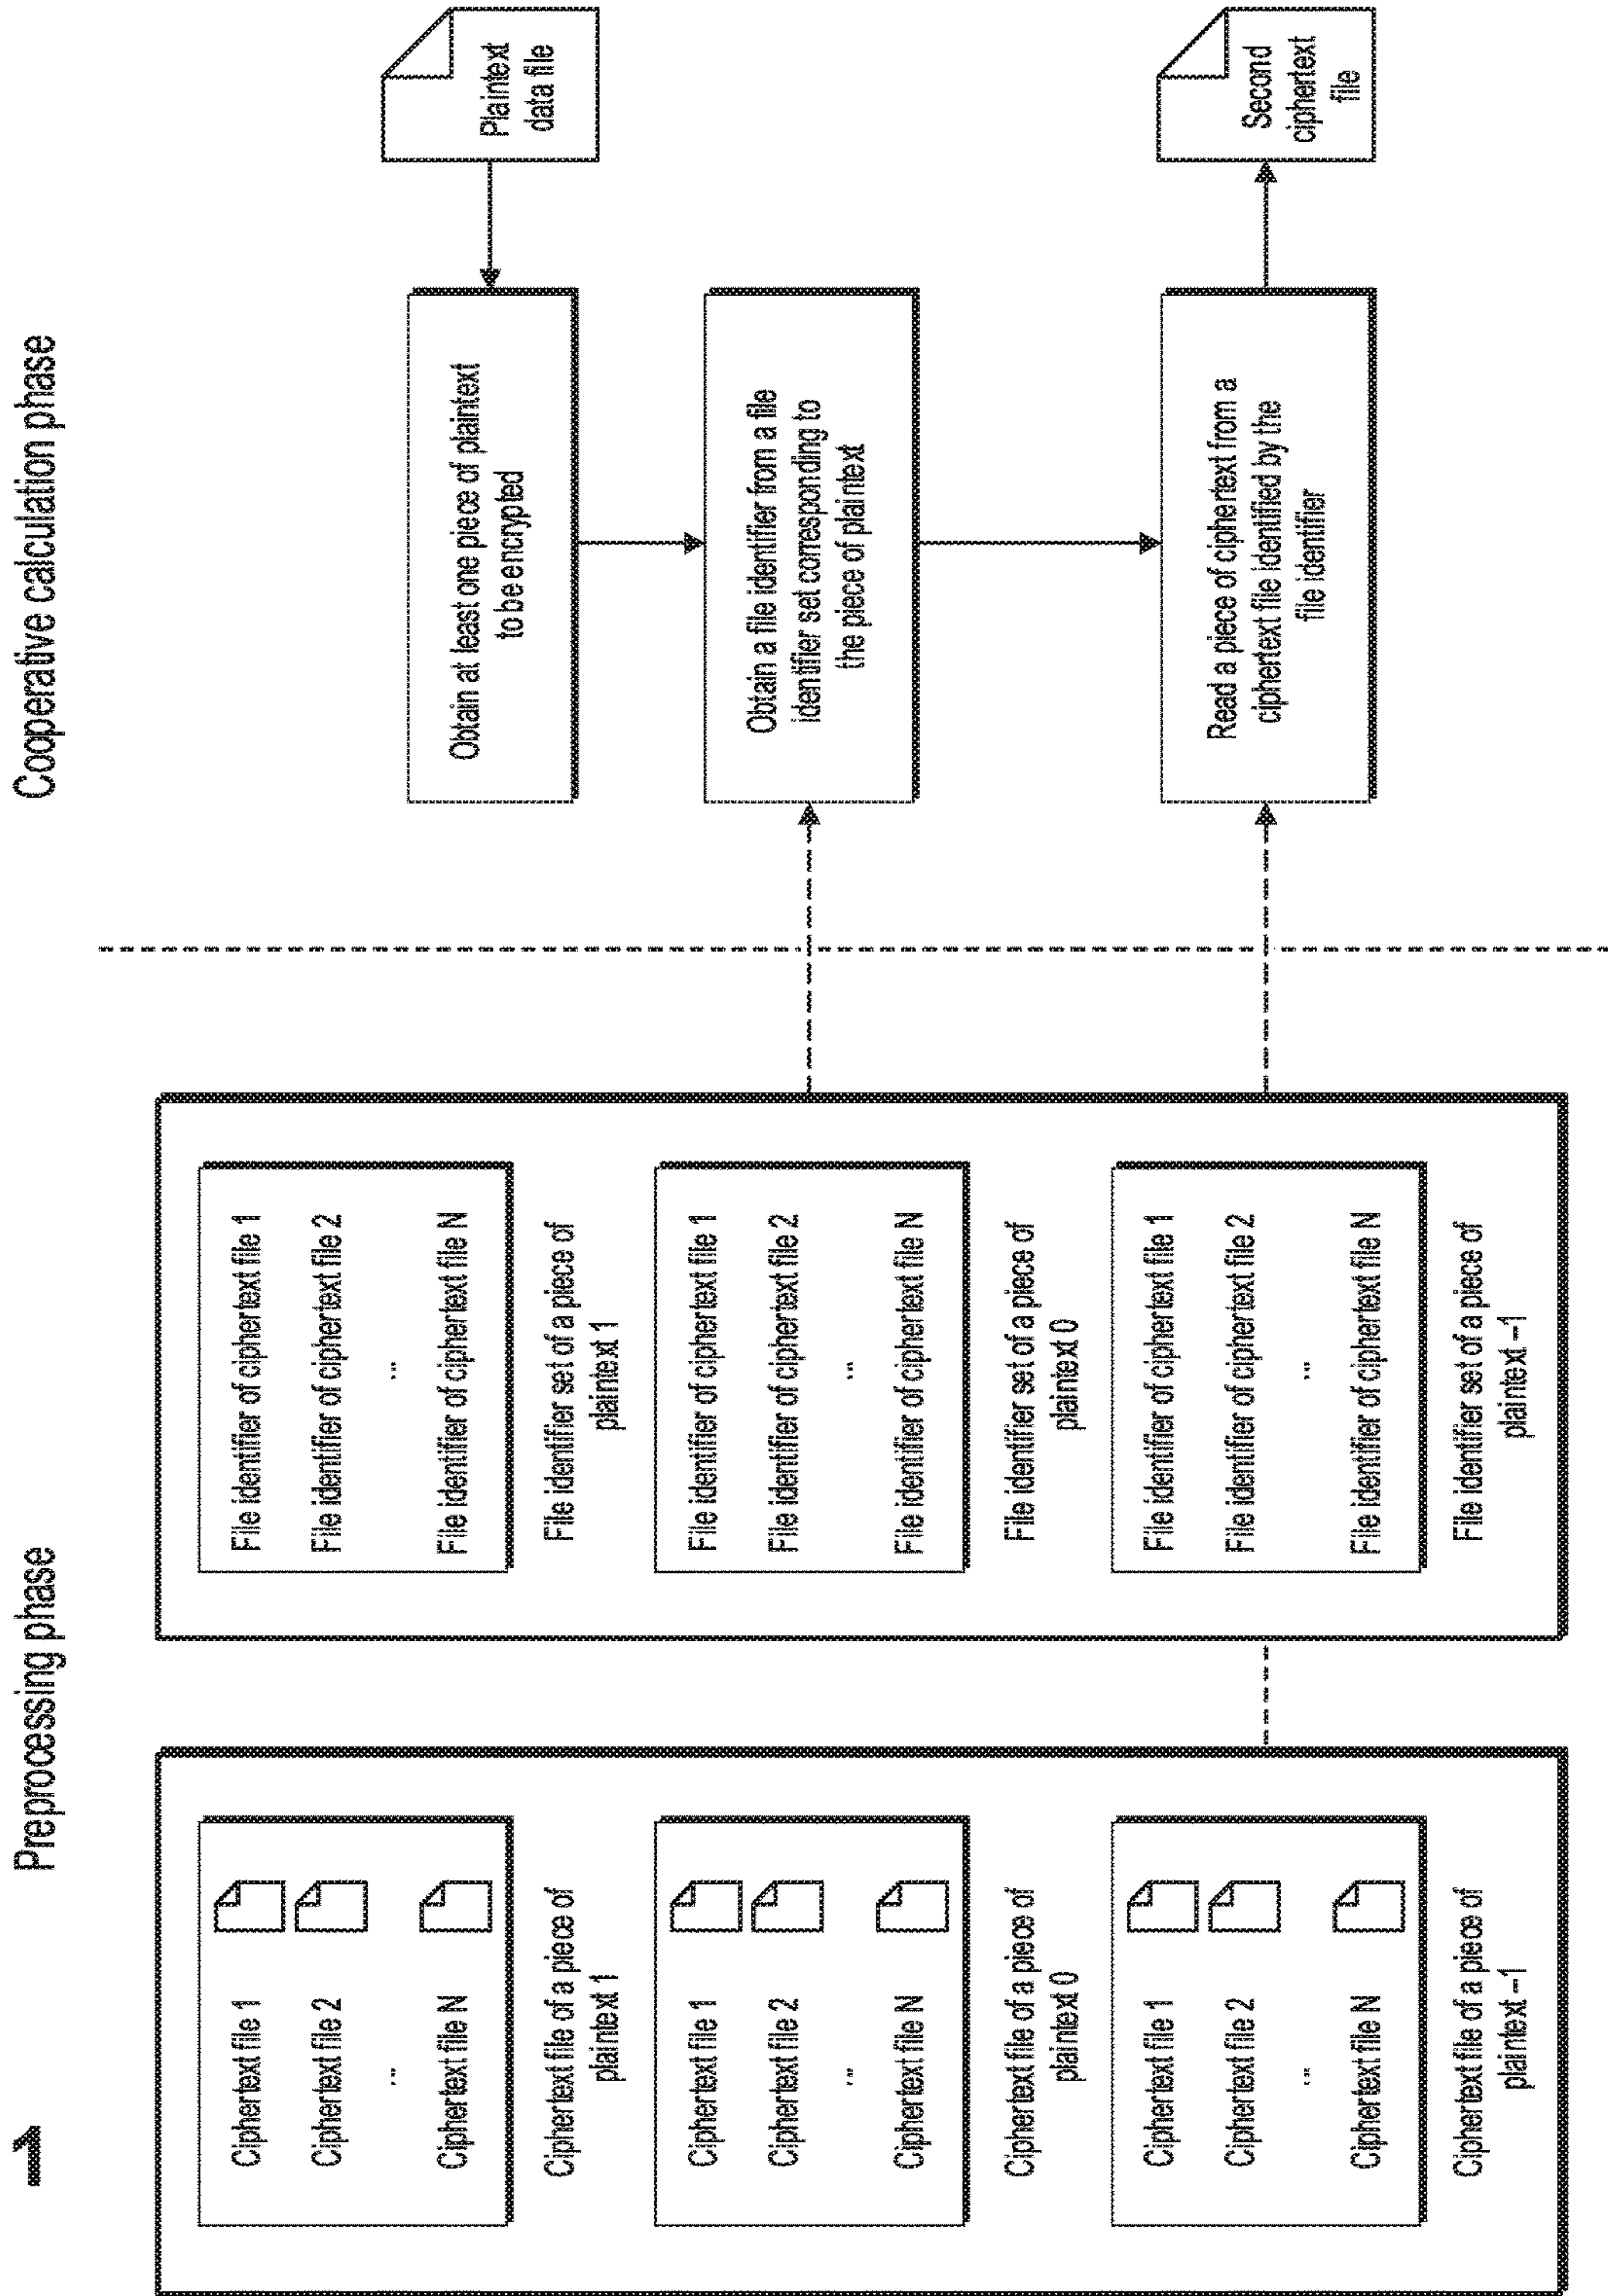 1
Preprocessing phase
Cooperative calculation phase
Ciphertext file 1
Ciphertext file 2
...
Ciphertext file N
Ciphertext file of a piece of
plaintext 1
Ciphertext file 1
Ciphertext file 2
...
Ciphertext file N
Ciphertext file of a piece of
plaintext 0
Ciphertext file 1
Ciphertext file 2
...
Ciphertext file N
Ciphertext file of a piece of
plaintext –1
File identifier of ciphertext file 1
File identifier of ciphertext file 2
...
File identifier of ciphertext file N
File identifier set of a piece of
plaintext 1
File identifier of ciphertext file 1
File identifier of ciphertext file 2
...
File identifier of ciphertext file N
File identifier set of a piece of
plaintext 0
File identifier of ciphertext file 1
File identifier of ciphertext file 2
...
File identifier of ciphertext file N
File identifier set of a piece of
plaintext –1
Obtain at least one piece of plaintext
to be encrypted
Obtain a file identifier from a file
identifier set corresponding to
the piece of plaintext
Read a piece of ciphertext from a
ciphertext file identified by the
file identifier
Plaintext
data file
Second
ciphertext
file